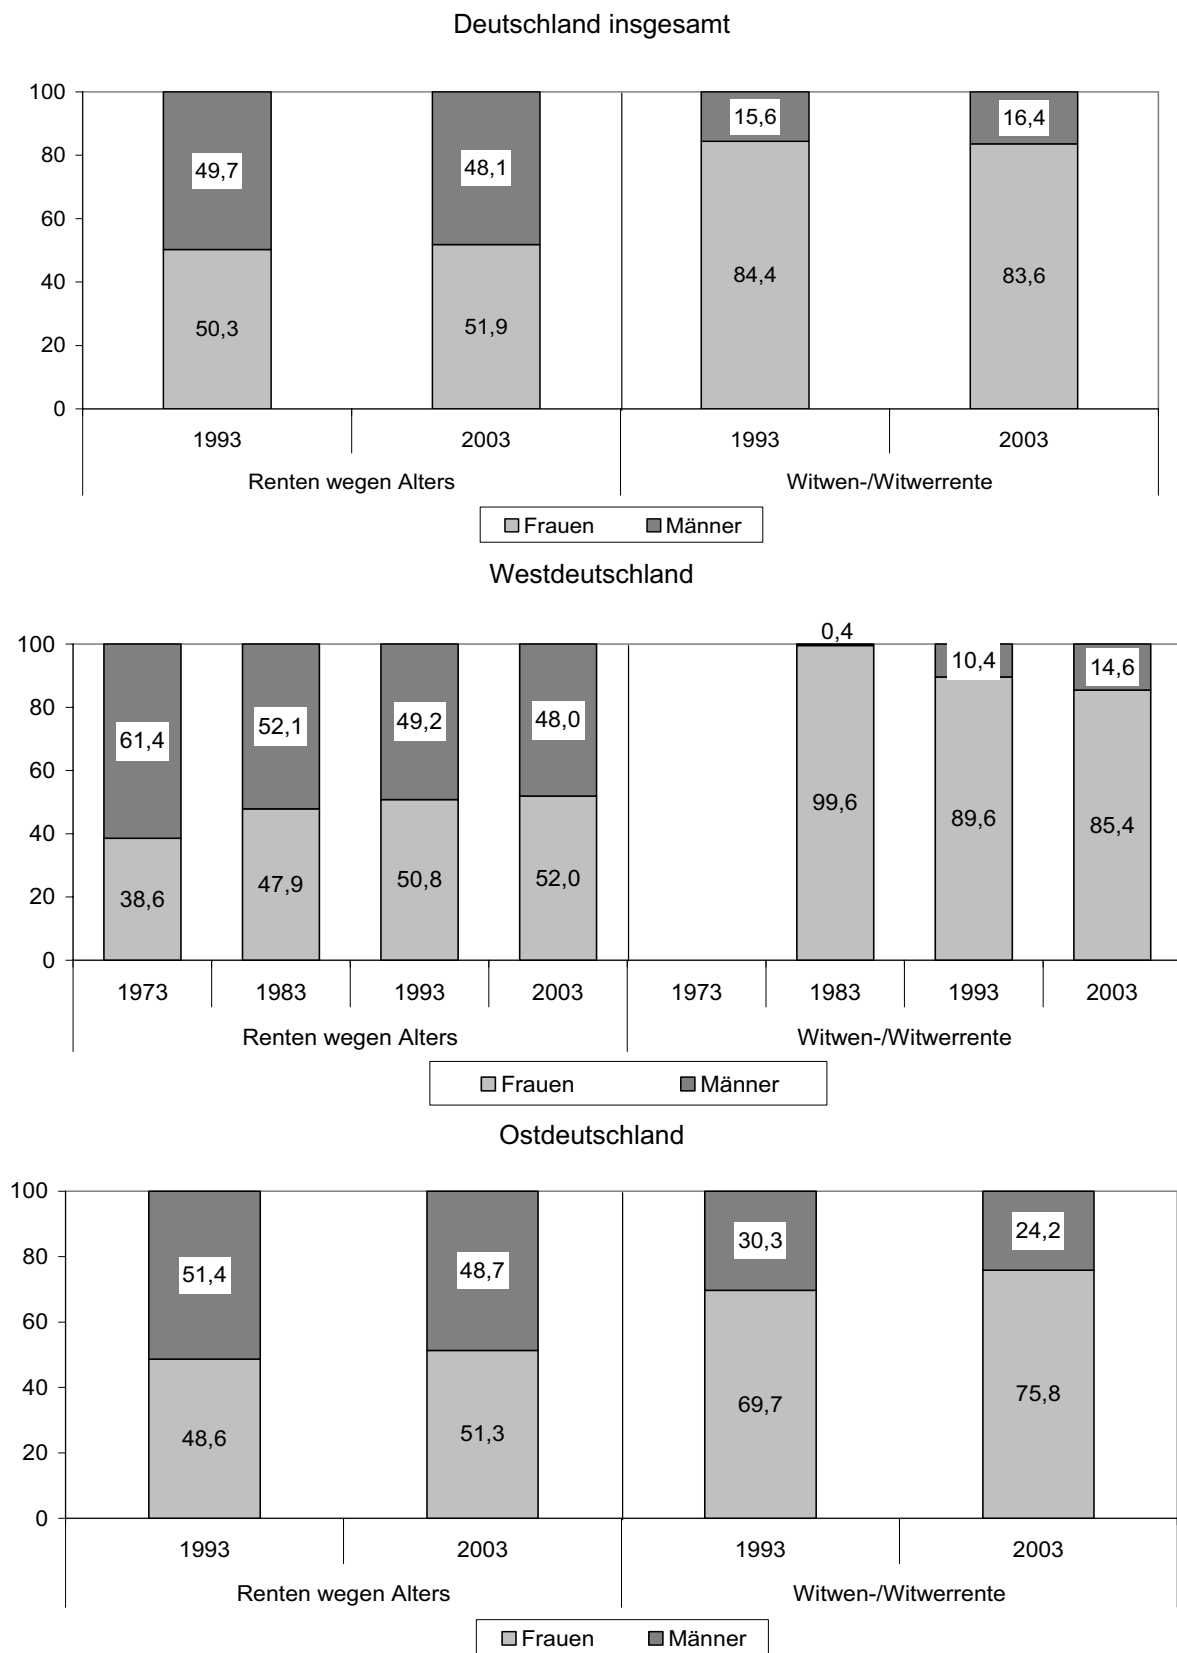 Deutschland insgesamt
100
15,6 16,4
80
49,7 48,1
60
84,4 83,6
40
50,3 51,9
20
0
1993 2003 1993 2003
Renten wegen Alters Witwen-/Witwerrente
Frauen Männer
Westdeutschland
0,4
100
10,4 14,6
80
61,4 52,1 49,2 48,0
60
99,6 89,6 85,4
40
38,6 47,9 50,8 52,0
20
0
1973 1983 1993 2003 1973 1983 1993 2003
Renten wegen Alters Witwen-/Witwerrente
Frauen Männer
Ostdeutschland
100
30,3 24,2
80
51,4 48,7
60
40
69,7 75,8
48,6 51,3
20
0
1993 2003 1993 2003
Renten wegen Alters Witwen-/Witwerrente
Frauen Männer